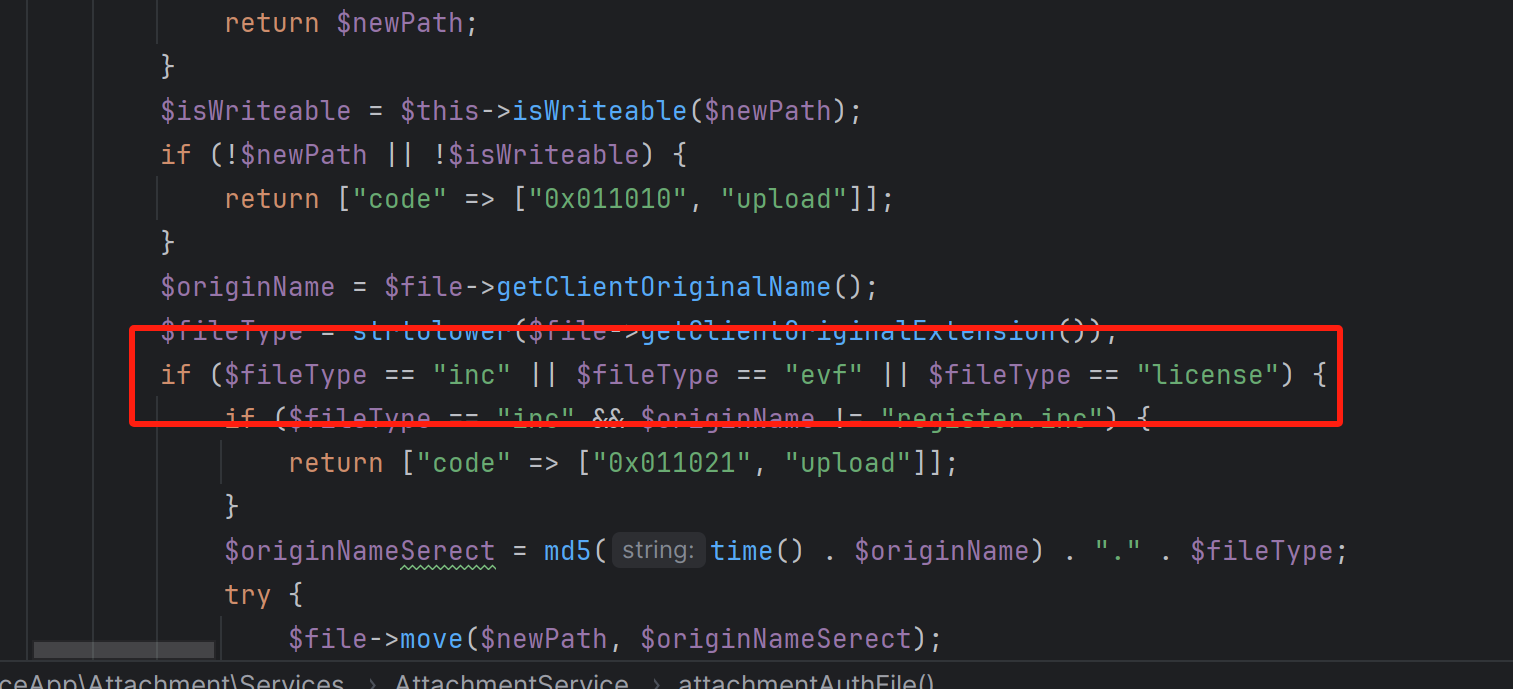 return $newPath;
}
$isWriteable = $this->isWriteable($newPath);
if (!$newPath || !$isWriteable) {
return ["code" => ["0x011010", "upload"]];
}
$originName = $file->getClientOriginalName();
$fileType = strtolower($file->getClientOriginalExtension());
if ($fileType == "inc" || $fileType == "evf" || $fileType == "license") {
if ($fileType == "inc" && $originName != "register.inc") {
return ["code" => ["0x011021", "upload"]];
}
$originNameSerect = md5( string: time() . $originName) . "." . $fileType;
try {
$file->move($newPath, $originNameSerect);
ceApp\Attachment\Services › AttachmentService › attachmentAuthFile()